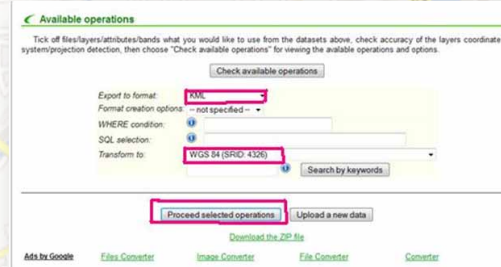 Available operations
Tick off files/layers/attributes/bands what you would like to use from the datasets above, check accuracy of the layers coordinate
system/projection detection, then choose "Check available operations" for viewing the avalable operations and options.
Check available operations
Export to format: KML
Format creation options: -- not specified --
WHERE condition:
SQL selection:
Transform to: WGS 84 (SRID: 4326)
Search by keywords
Proceed selected operations Upload a new data
Download the ZIP file
Ads by Google Files Converter Image Converter File Converter Converter